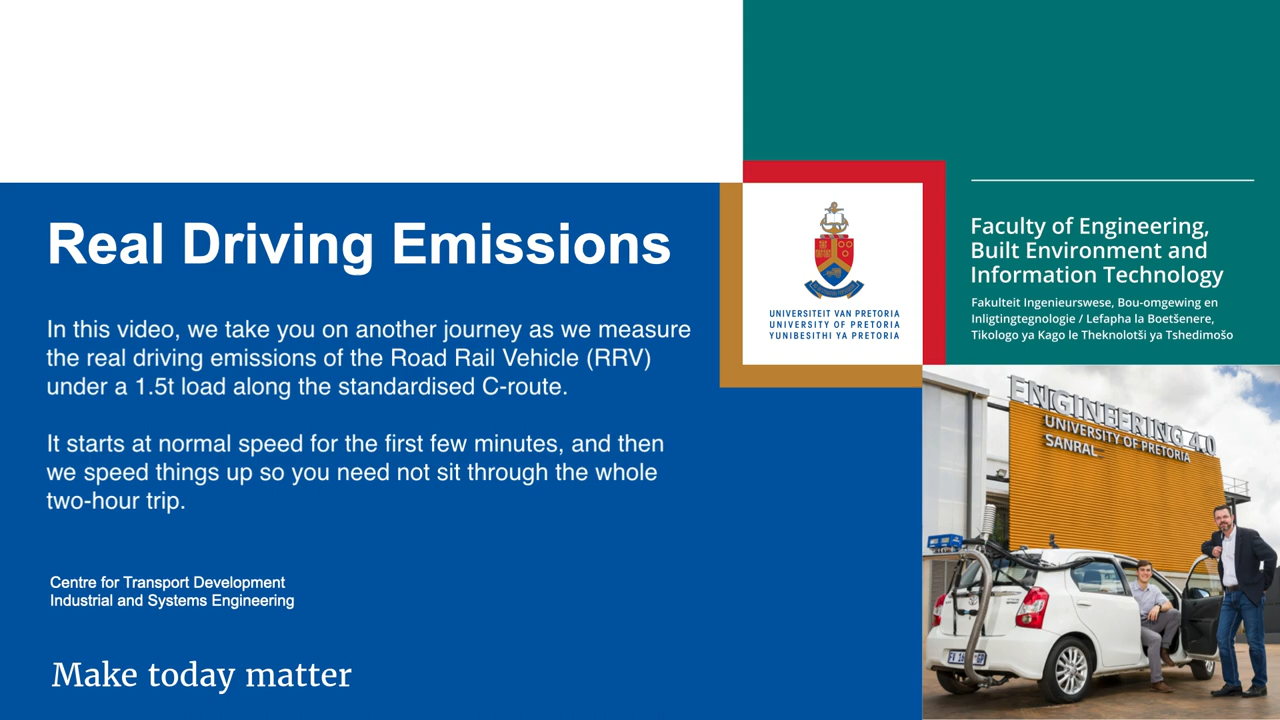 Real Driving Emissions
In this video, we take you on another journey as we measure
the real driving emissions of the Road Rail Vehicle (RRV)
under a 1.5t load along the standardised C-route.
It starts at normal speed for the first few minutes, and then
we speed things up so you need not sit through the whole
two-hour trip.
Centre for Transport Development
Industrial and Systems Engineering
Make today matter
UNIVERSITEIT VAN PRETORIA
UNIVERSITY OF PRETORIA
YUNIBESITHI YA PRETORIA
Faculty of Engineering,
Built Environment and
Information Technology
Fakulteit Ingenieurswese, Bou-omgewing en
Inligtingtegnologie / Lefapha la Boetšenere,
Tikologo ya Kago le Theknolotši ya Tshedimošo
ENGINEERING 4.0
UNIVERSITY OF PRETORIA
SANRAL